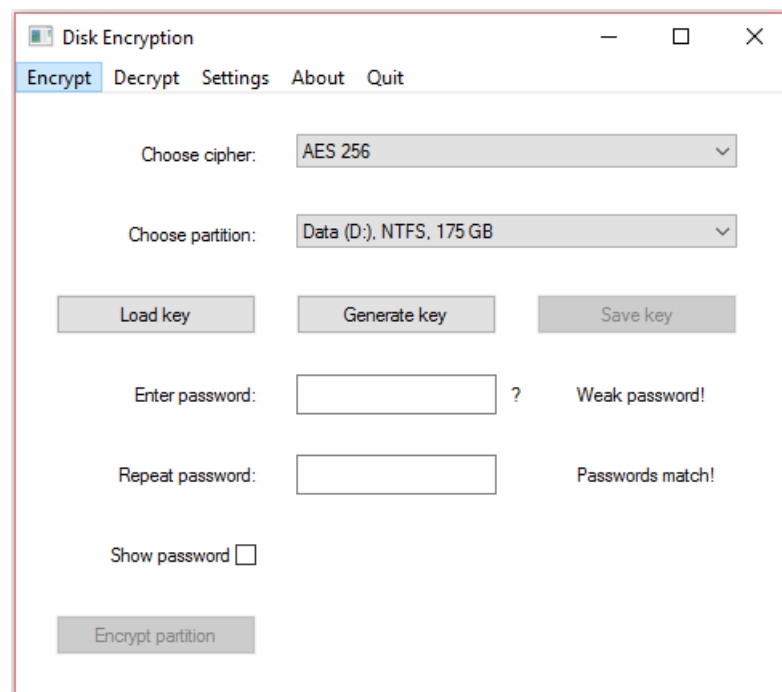 Disk Encryption
Encrypt Decrypt Settings About Quit
Choose cipher: AES 256
Choose partition: Data (D:), NTFS, 175 GB
Load key Generate key Save key
Enter password: ? Weak password!
Repeat password: Passwords match!
Show password
Encrypt partition